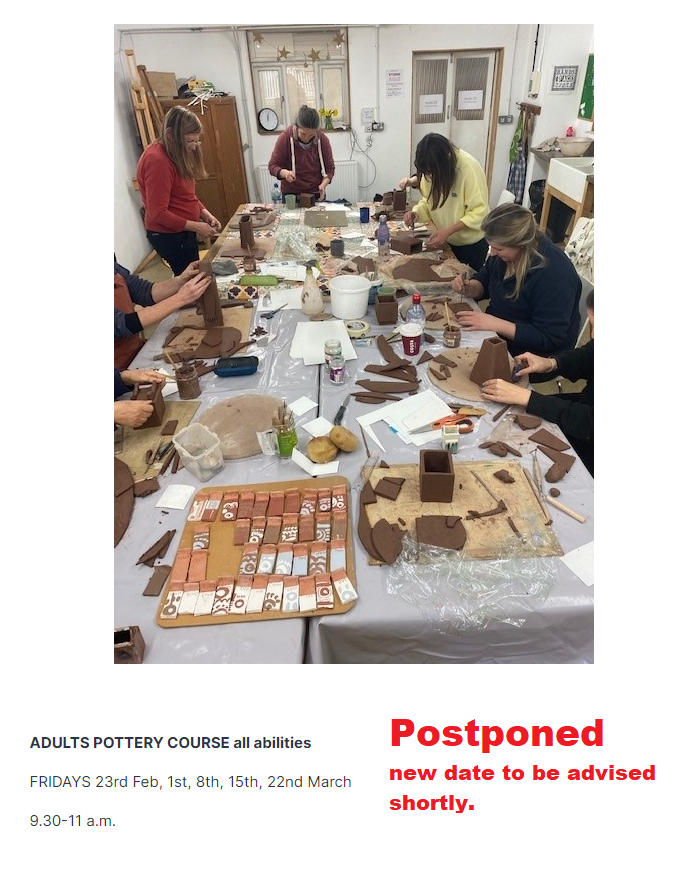 ADULTS POTTERY COURSE all abilities
FRIDAYS 23rd Feb, 1st, 8th, 15th, 22nd March
9.30-11 a.m.
Postponed
new date to be advised
shortly.